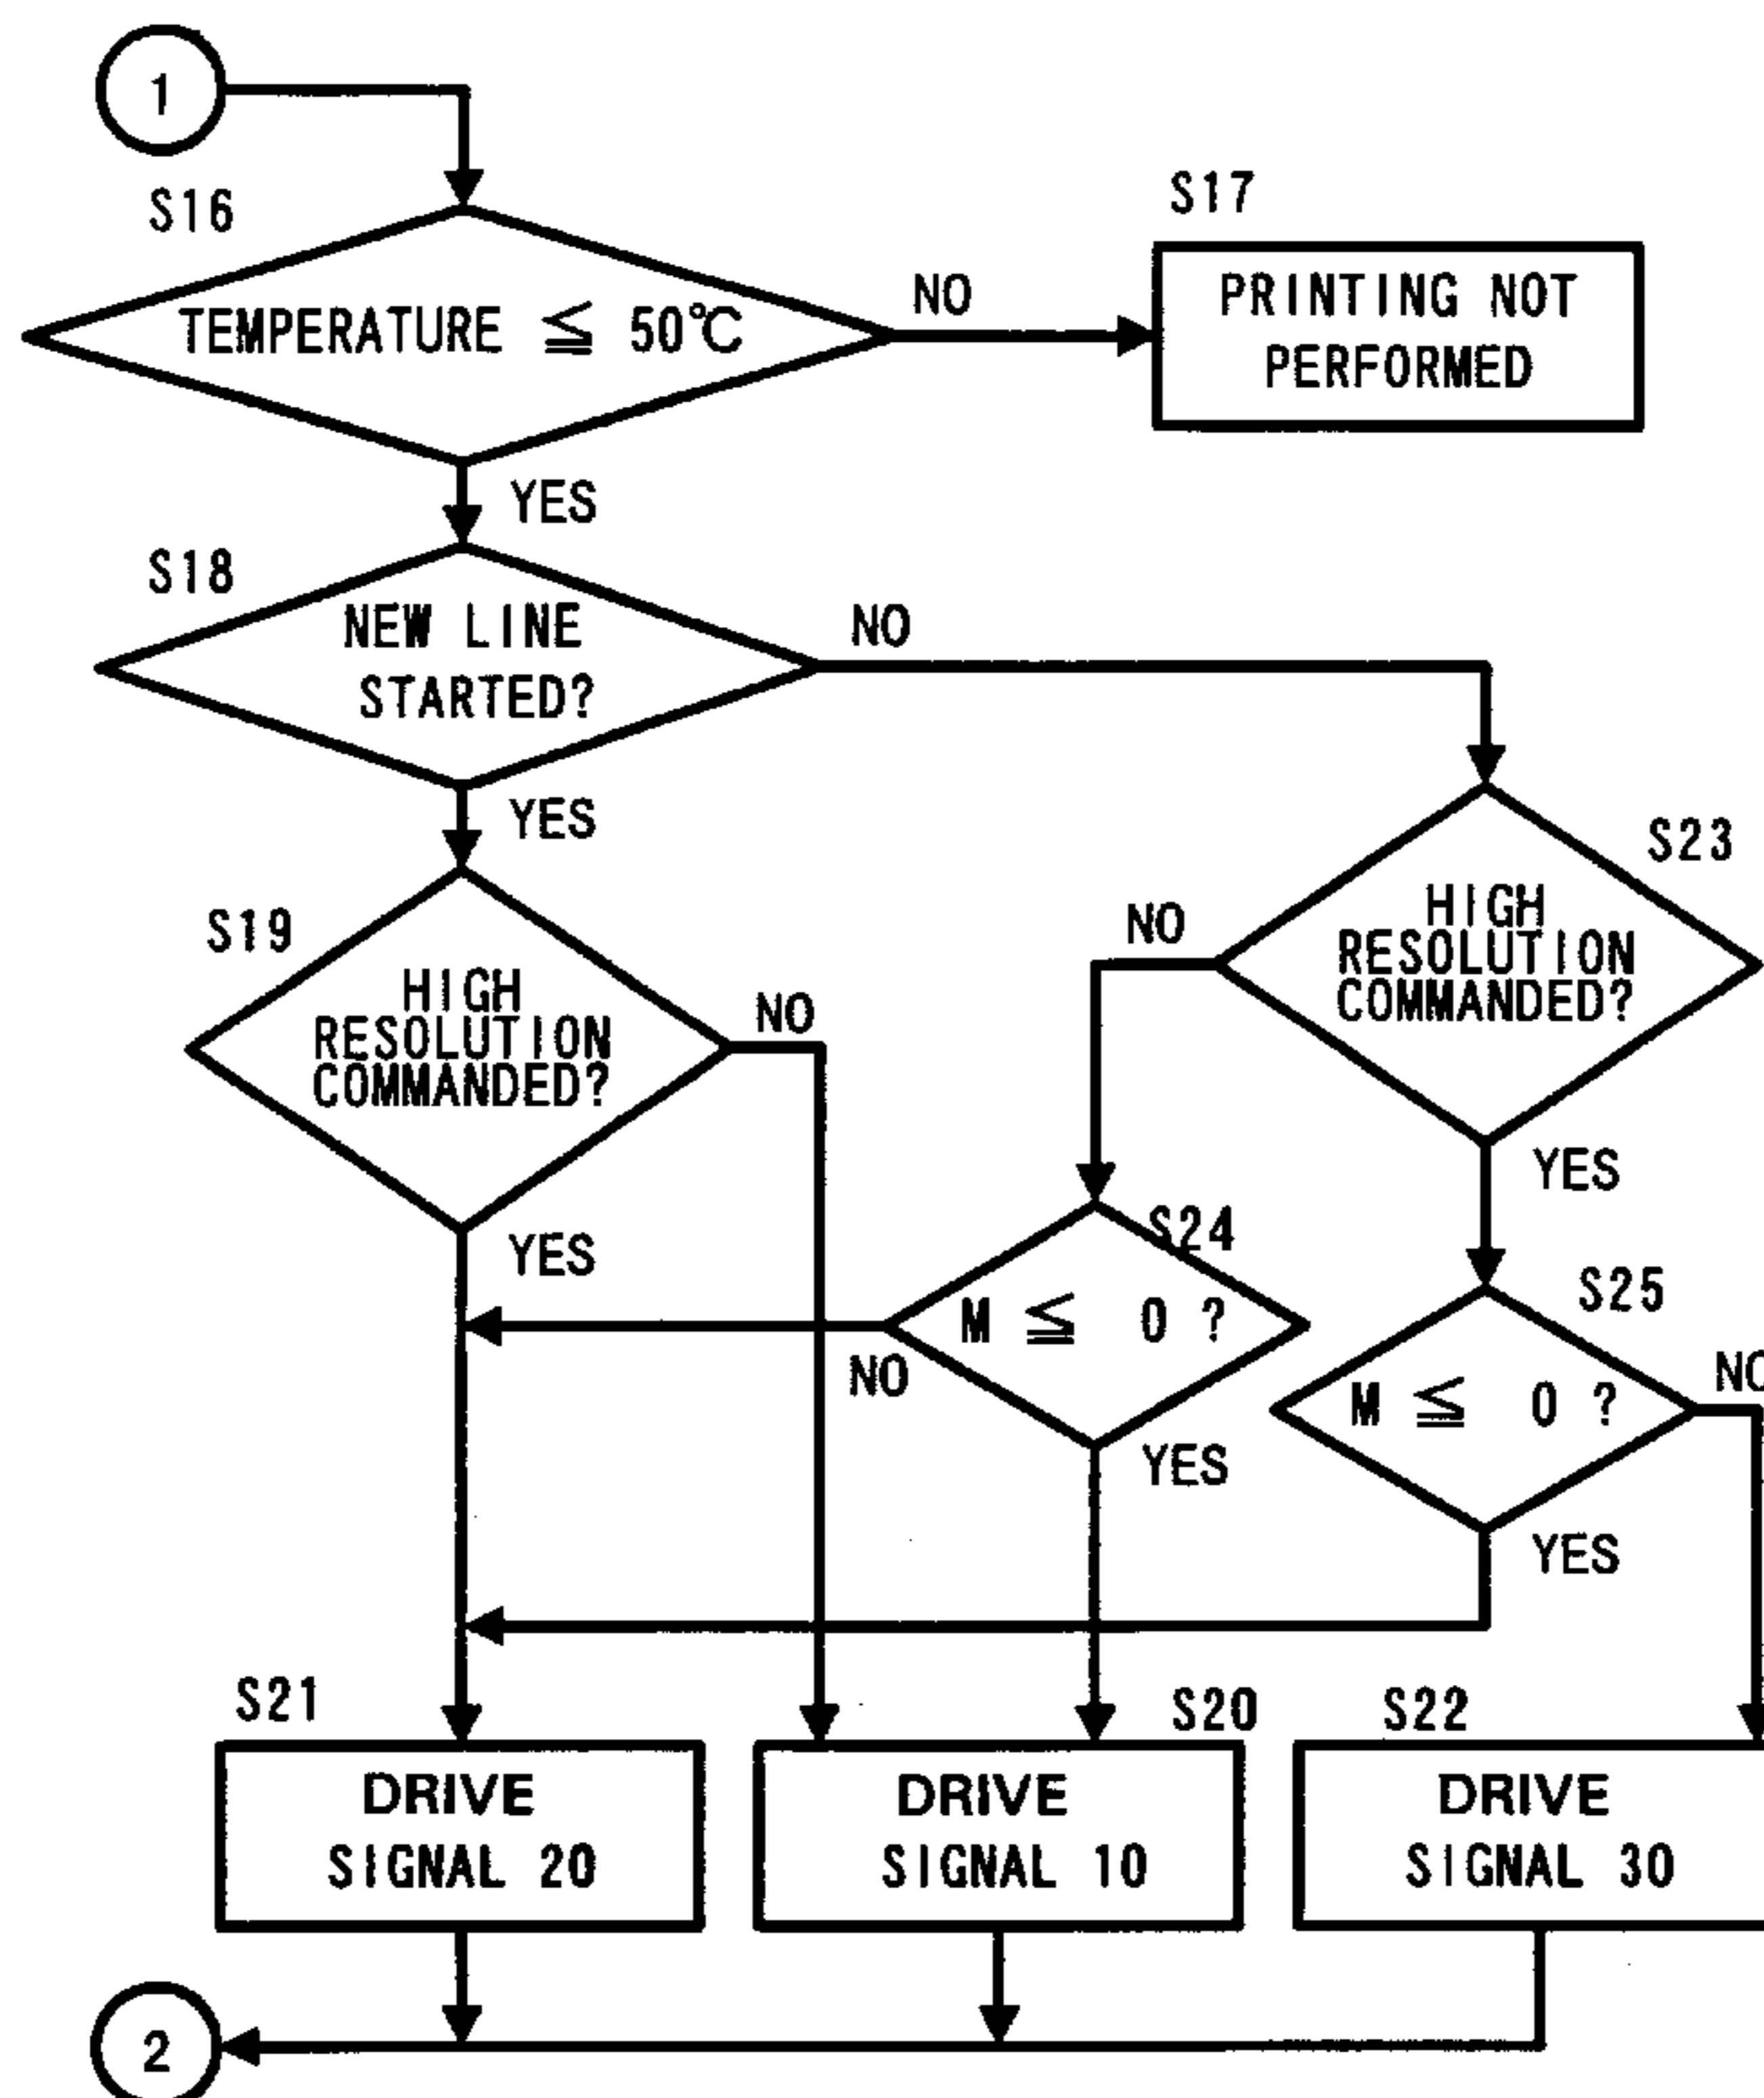 1
S16
TEMPERATURE ≦ 50℃
NO
S17
PRINTING NOT
PERFORMED
YES
S18
NEW LINE
STARTED?
NO
YES
S19
HIGH
RESOLUTION
COMMANDED?
NO
YES
S23
HIGH
RESOLUTION
COMMANDED?
NO
YES
S24
M ≦ 0 ?
NO
YES
S25
M ≦ 0 ?
NO
YES
S21
DRIVE
SIGNAL 20
S20
DRIVE
SIGNAL 10
S22
DRIVE
SIGNAL 30
2